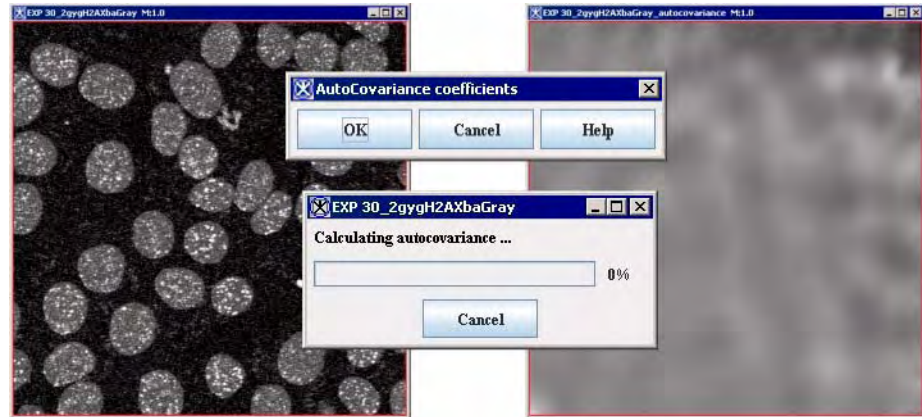 EXP 30_2gygH2AXbaGray M:1.0
EXP 30_2gygH2AXbaGray_autocovariance M:1.0
AutoCovariance coefficients
OK Cancel Help
EXP 30_2gygH2AXbaGray
Calculating autocovariance ...
0%
Cancel